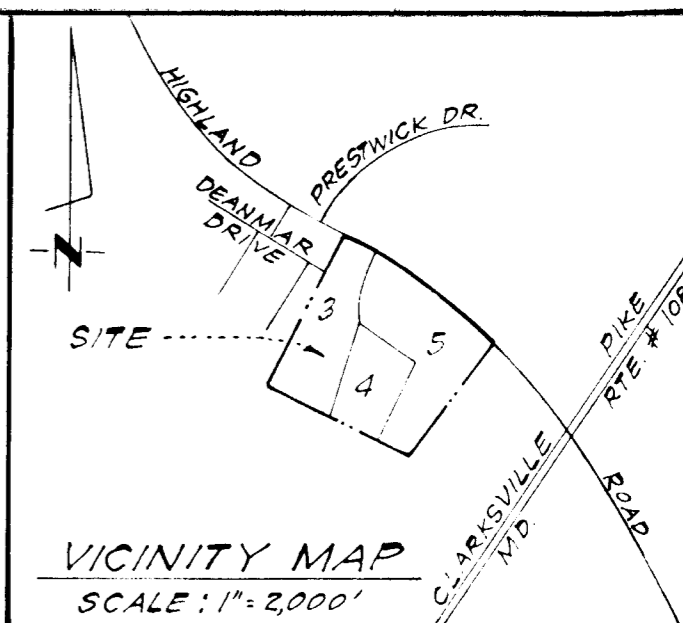 HIGHLAND
PRESTWICK DR.
DEANMAR
DRIVE
N
SITE
3
5
4
PIKE
RTE. # 108
CLARKSVILLE
MD.
ROAD
VICINITY MAP
SCALE: 1" = 2,000'